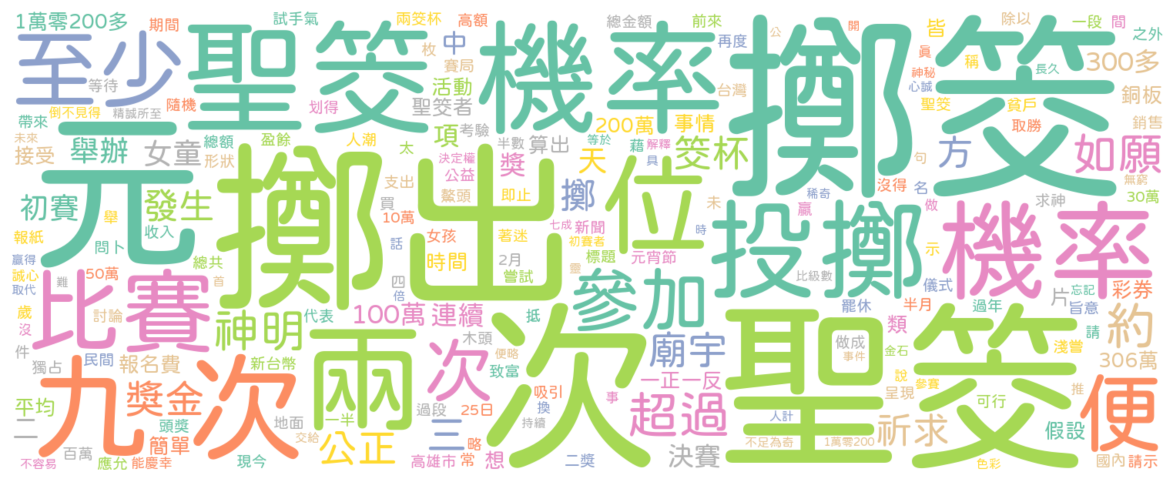 1萬零200多
試手氣
兩筊杯
高額
總金額
前來
皆
除以
一段
間
公
開
之外
至少
聖筊
機率
擲筊
期間
中
枚
再度
賽局
真
稱
300多
等待
活動
台灣
神秘
長久
倒不見得
精誠所至
隨機
划得
聖筊者
心誠
聖筊
貧戶
銅板
帶來
項
考驗
200萬
事情
取勝
銷售
未來
舉辦
總額
盈餘
人潮
半數
算出
等於
藉
解釋
句
接受
女童
形狀
太
決定權
獎
天
筊杯
具
方
如願
元
擲出
位
公益
沒得
無窮
支出
鰲頭
即止
擲
稀奇
名
30萬
初賽
發生
買
未
贏
做
求神
舉
10萬
七成
新聞
投擲
機率
報紙
問卜
收入
話
女孩
著迷
初賽者
時
示
贏得
總共
時間
2月
標題
元宵節
靈
誠心
50萬
四
嘗試
參加
比級數
儀式
片
彩券
取代
難
首
倍
忘記
歲
比賽
神明
代表
100萬
連續
抵
罷休
半月
過年
旨意
約
沒
討論
類
請
件
木頭
廟宇
做成
淺嘗
民間
新台幣
兩
次
次
聖筊
事件
金石
306萬
獨占
報名費
便略
致富
一正一反
說
參賽
推
便
九次
獎金
吸引
超過
呈現
可行
平均
一半
過段
25日
換
事
祈求
假設
二
頭獎
地面
三
持續
人計
簡單
公正
略
不足為奇
1萬零200
百萬
交給
決賽
不容易
應允
能慶幸
現今
高雄市
常
想
二獎
色彩
國內
請示